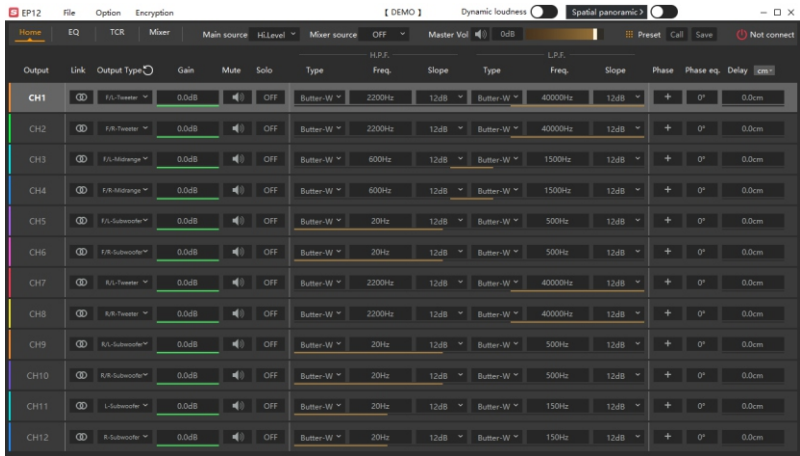 S EP12 File Option Encryption [ DEMO ] Dynamic loudness Spatial panoramic >
Home EQ TCR Mixer Main source Hi.Level Mixer source OFF Master Vol 0dB Preset Call Save Not connect
H.P.F. L.P.F.
Output Link Output Type Gain Mute Solo Type Freq. Slope Type Freq. Slope Phase Phase eq. Delay cm
CH1 F/L-Tweeter 0.0dB OFF Butter-W 2200Hz 12dB Butter-W 40000Hz 12dB + 0° 0.0cm
CH2 F/R-Tweeter 0.0dB OFF Butter-W 2200Hz 12dB Butter-W 40000Hz 12dB + 0° 0.0cm
CH3 F/L-Midrange 0.0dB OFF Butter-W 600Hz 12dB Butter-W 1500Hz 12dB + 0° 0.0cm
CH4 F/R-Midrange 0.0dB OFF Butter-W 600Hz 12dB Butter-W 1500Hz 12dB + 0° 0.0cm
CH5 F/L-Subwoofer 0.0dB OFF Butter-W 20Hz 12dB Butter-W 500Hz 12dB + 0° 0.0cm
CH6 F/R-Subwoofer 0.0dB OFF Butter-W 20Hz 12dB Butter-W 500Hz 12dB + 0° 0.0cm
CH7 R/L-Tweeter 0.0dB OFF Butter-W 2200Hz 12dB Butter-W 40000Hz 12dB + 0° 0.0cm
CH8 R/R-Tweeter 0.0dB OFF Butter-W 2200Hz 12dB Butter-W 40000Hz 12dB + 0° 0.0cm
CH9 R/L-Subwoofer 0.0dB OFF Butter-W 20Hz 12dB Butter-W 500Hz 12dB + 0° 0.0cm
CH10 R/R-Subwoofer 0.0dB OFF Butter-W 20Hz 12dB Butter-W 500Hz 12dB + 0° 0.0cm
CH11 L-Subwoofer 0.0dB OFF Butter-W 20Hz 12dB Butter-W 150Hz 12dB + 0° 0.0cm
CH12 R-Subwoofer 0.0dB OFF Butter-W 20Hz 12dB Butter-W 150Hz 12dB + 0° 0.0cm